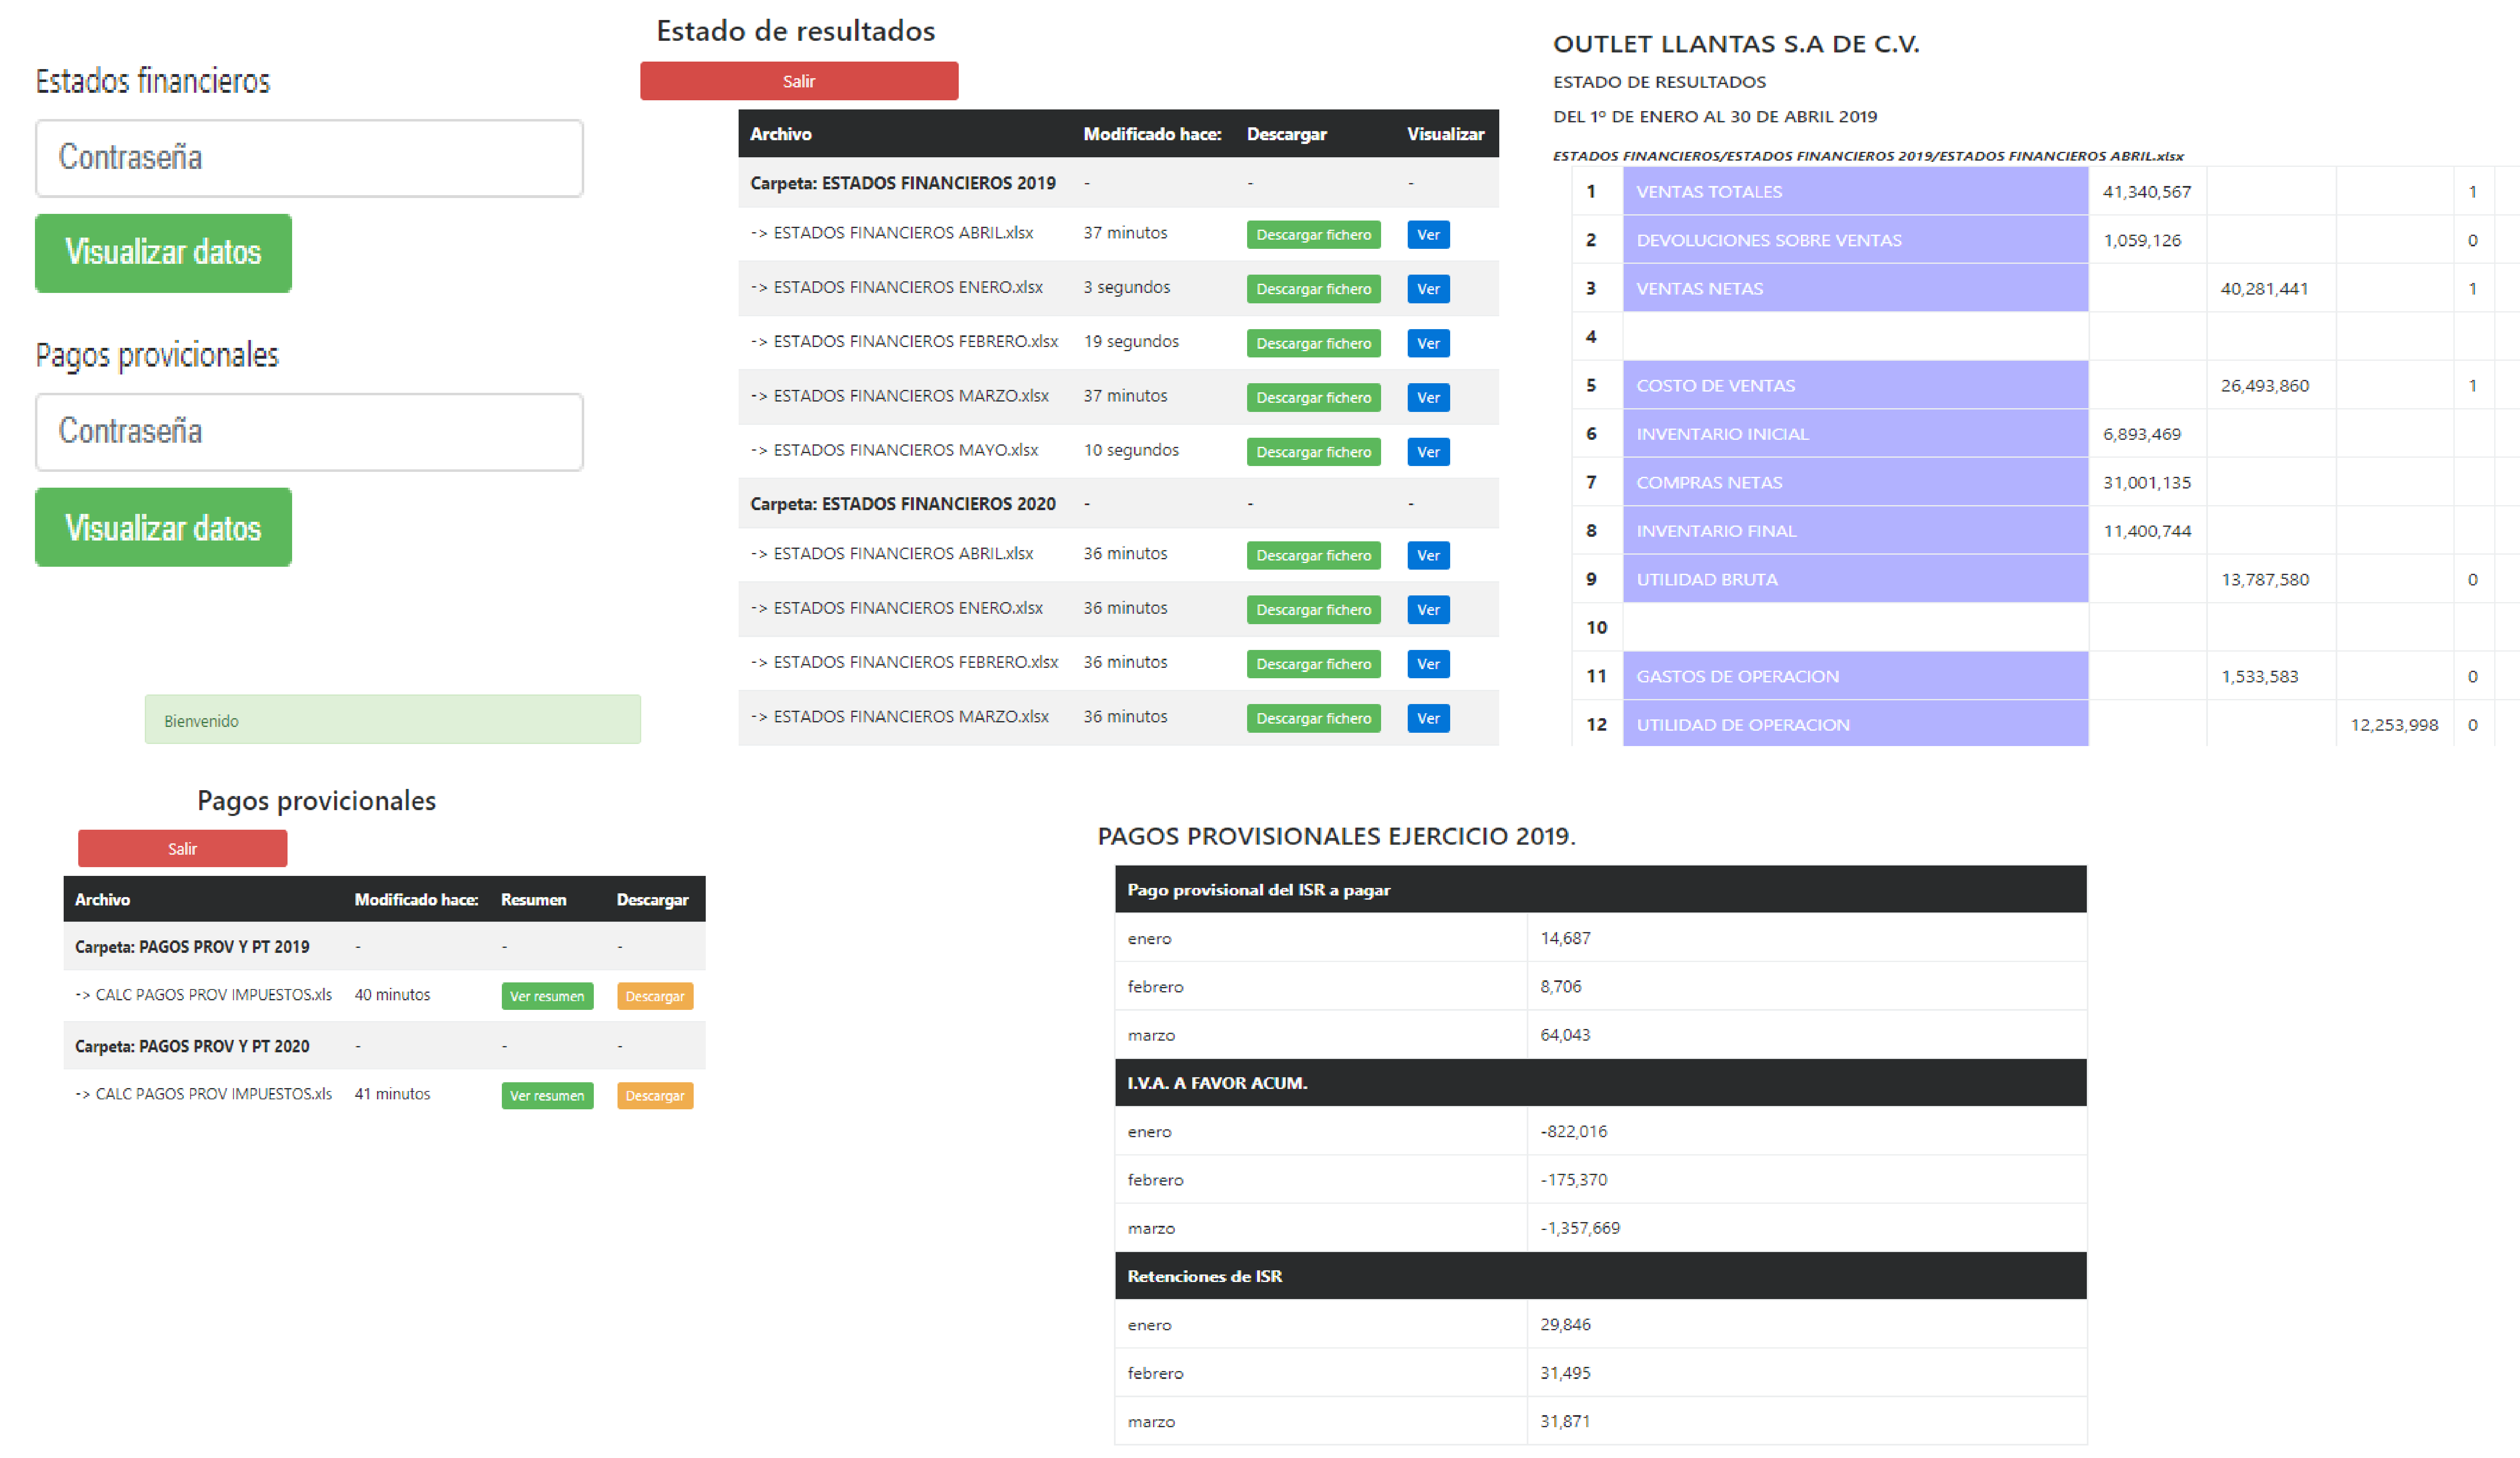 Estados financieros
Contraseña
Visualizar datos
Pagos provicionales
Contraseña
Visualizar datos
Bienvenido
Estado de resultados
Salir
Archivo Modificado hace: Descargar Visualizar
Carpeta: ESTADOS FINANCIEROS 2019 - - -
-> ESTADOS FINANCIEROS ABRIL.xlsx 37 minutos Descargar fichero Ver
-> ESTADOS FINANCIEROS ENERO.xlsx 3 segundos Descargar fichero Ver
-> ESTADOS FINANCIEROS FEBRERO.xlsx 19 segundos Descargar fichero Ver
-> ESTADOS FINANCIEROS MARZO.xlsx 37 minutos Descargar fichero Ver
-> ESTADOS FINANCIEROS MAYO.xlsx 10 segundos Descargar fichero Ver
Carpeta: ESTADOS FINANCIEROS 2020 - - -
-> ESTADOS FINANCIEROS ABRIL.xlsx 36 minutos Descargar fichero Ver
-> ESTADOS FINANCIEROS ENERO.xlsx 36 minutos Descargar fichero Ver
-> ESTADOS FINANCIEROS FEBRERO.xlsx 36 minutos Descargar fichero Ver
-> ESTADOS FINANCIEROS MARZO.xlsx 36 minutos Descargar fichero Ver
OUTLET LLANTAS S.A DE C.V.
ESTADO DE RESULTADOS
DEL 1º DE ENERO AL 30 DE ABRIL 2019
ESTADOS FINANCIEROS/ESTADOS FINANCIEROS 2019/ESTADOS FINANCIEROS ABRIL.xlsx
1 VENTAS TOTALES 41,340,567 1
2 DEVOLUCIONES SOBRE VENTAS 1,059,126 0
3 VENTAS NETAS 40,281,441 1
4
5 COSTO DE VENTAS 26,493,860 1
6 INVENTARIO INICIAL 6,893,469
7 COMPRAS NETAS 31,001,135
8 INVENTARIO FINAL 11,400,744
9 UTILIDAD BRUTA 13,787,580 0
10
11 GASTOS DE OPERACION 1,533,583 0
12 UTILIDAD DE OPERACION 12,253,998 0
Pagos provicionales
Salir
Archivo Modificado hace: Resumen Descargar
Carpeta: PAGOS PROV Y PT 2019 - - -
-> CALC PAGOS PROV IMPUESTOS.xls 40 minutos Ver resumen Descargar
Carpeta: PAGOS PROV Y PT 2020 - - -
-> CALC PAGOS PROV IMPUESTOS.xls 41 minutos Ver resumen Descargar
PAGOS PROVISIONALES EJERCICIO 2019.
Pago provisional del ISR a pagar
enero 14,687
febrero 8,706
marzo 64,043
I.V.A. A FAVOR ACUM.
enero -822,016
febrero -175,370
marzo -1,357,669
Retenciones de ISR
enero 29,846
febrero 31,495
marzo 31,871